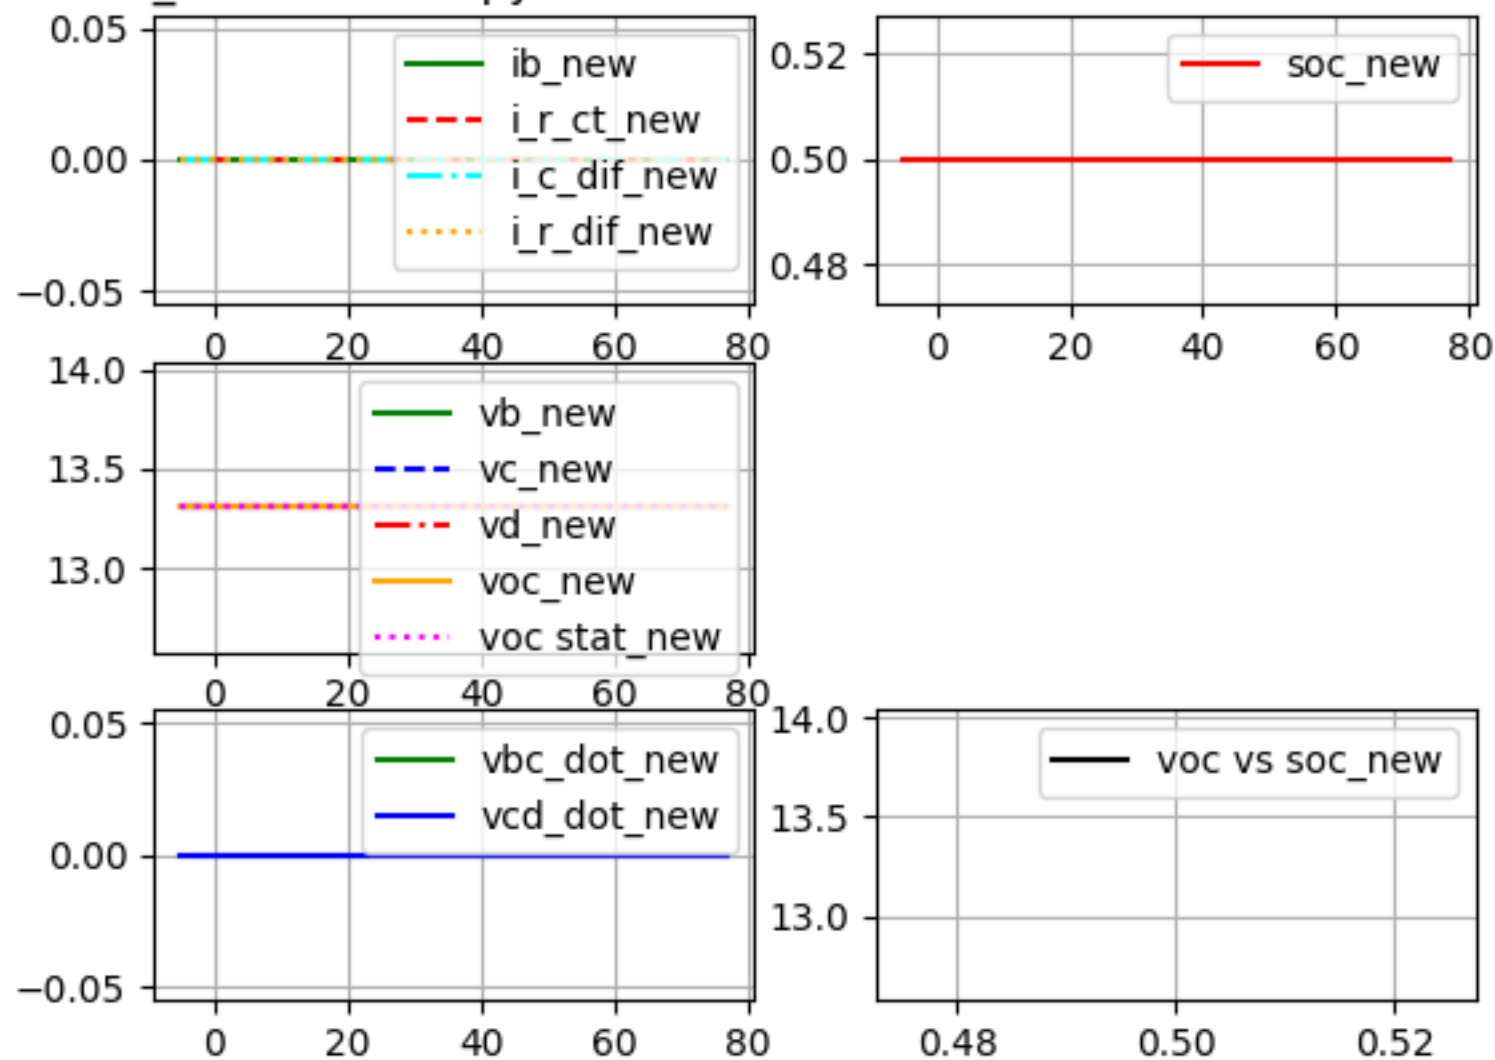 0.05
0.00
−0.05
ib_new
i_r_ct_new
i_c_dif_new
i_r_dif_new
0 20 40 60 80
0.52
0.50
0.48
soc_new
0 20 40 60 80
14.0
13.5
13.0
vb_new
vc_new
vd_new
voc_new
voc stat_new
0 20 40 60 80
0.05
0.00
−0.05
vbc_dot_new
vcd_dot_new
0 20 40 60 80
14.0
13.5
13.0
voc vs soc_new
0.48 0.50 0.52